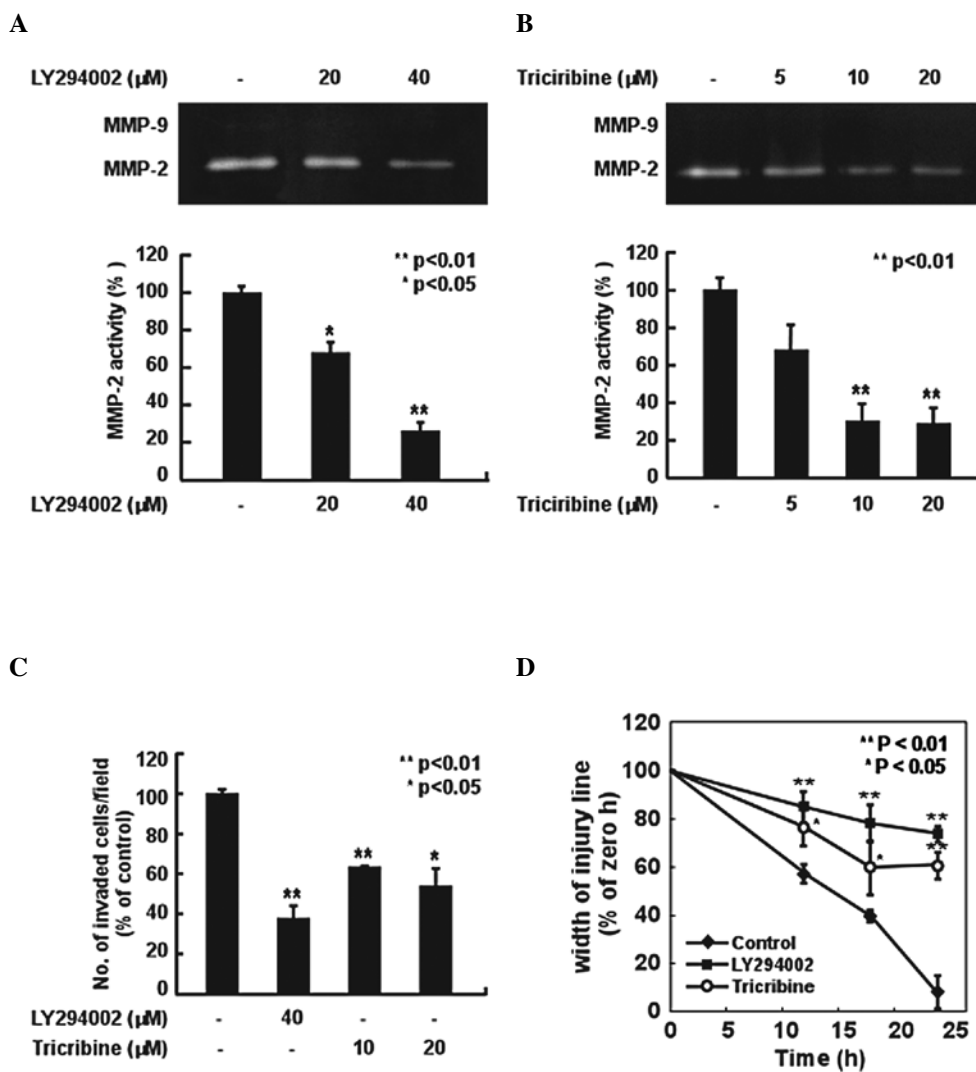 A
LY294002 (μM) - 20 40
MMP-9
MMP-2
120
100
80
60
40
20
0
MMP-2 activity (% )
** p<0.01
* p<0.05
*
**
LY294002 (μM) - 20 40
B
Triciribine (μM) - 5 10 20
MMP-9
MMP-2
120
100
80
60
40
20
0
MMP-2 activity (% )
** p<0.01
**
**
Triciribine (μM) - 5 10 20
C
120
100
80
60
40
20
0
No. of invaded cells/field
(% of control)
** p<0.01
* p<0.05
**
**
*
LY294002 (μM) - 40 - -
Tricribine (μM) - - 10 20
D
120
100
80
60
40
20
0
width of injury line
(% of zero h)
** P < 0.01
* P < 0.05
**
**
**
*
*
**
Control
LY294002
Tricribine
0 5 10 15 20 25
Time (h)